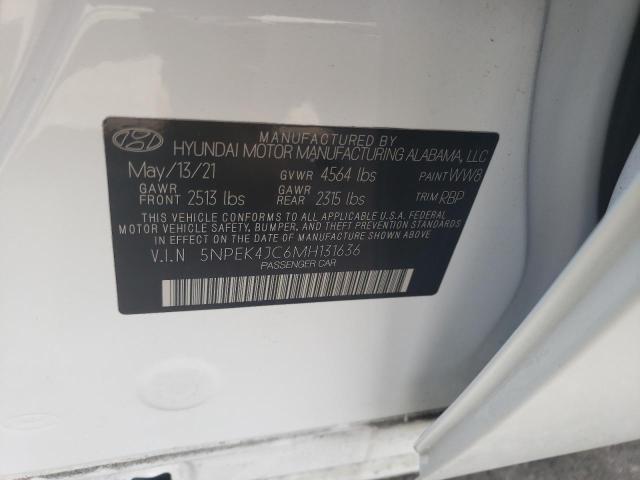 MANUFACTURED BY
HYUNDAI MOTOR MANUFACTURING ALABAMA, LLC
May/13/21 GVWR 4564 lbs PAINT WW8
GAWR FRONT 2513 lbs GAWR REAR 2315 lbs TRIM RBP
THIS VEHICLE CONFORMS TO ALL APPLICABLE U.S.A. FEDERAL
MOTOR VEHICLE SAFETY, BUMPER, AND THEFT PREVENTION STANDARDS
IN EFFECT ON THE DATE OF MANUFACTURE SHOWN ABOVE.
V.I.N 5NPEK4JC6MH131636
PASSENGER CAR